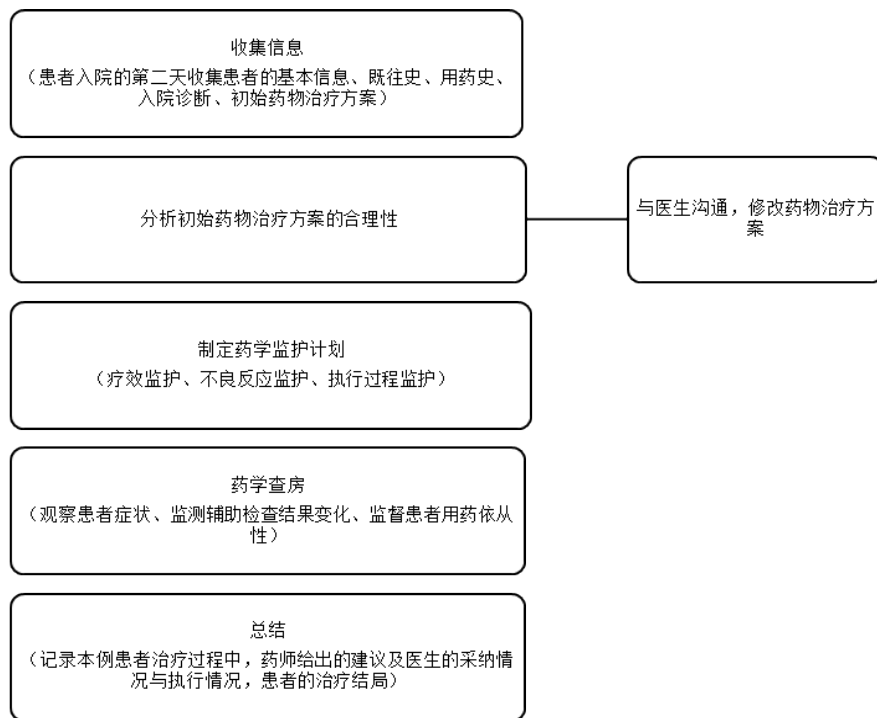 收集信息
（患者入院的第二天收集患者的基本信息、既往史、用药史、
入院诊断、初始药物治疗方案）
分析初始药物治疗方案的合理性
与医生沟通，修改药物治疗方
案
制定药学监护计划
（疗效监护、不良反应监护、执行过程监护）
药学查房
（观察患者症状、监测辅助检查结果变化、监督患者用药依从
性）
总结
（记录本例患者治疗过程中，药师给出的建议及医生的采纳情
况与执行情况，患者的治疗结局）